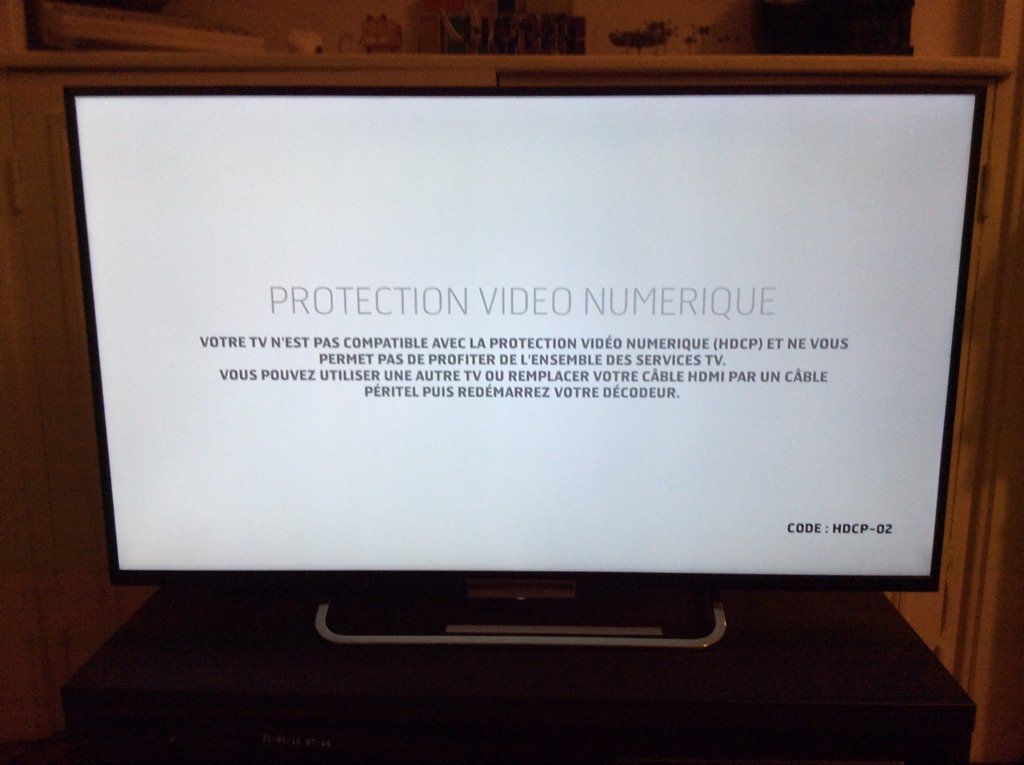 PROTECTION VIDEO NUMERIQUE
VOTRE TV N'EST PAS COMPATIBLE AVEC LA PROTECTION VIDÉO NUMERIQUE (HDCP) ET NE VOUS
PERMET PAS DE PROFITER DE L'ENSEMBLE DES SERVICES TV.
VOUS POUVEZ UTILISER UNE AUTRE TV OU REMPLACER VOTRE CÂBLE HDMI PAR UN CÂBLE
PÉRITEL PUIS REDÉMARREZ VOTRE DÉCODEUR.
CODE : HDCP-02